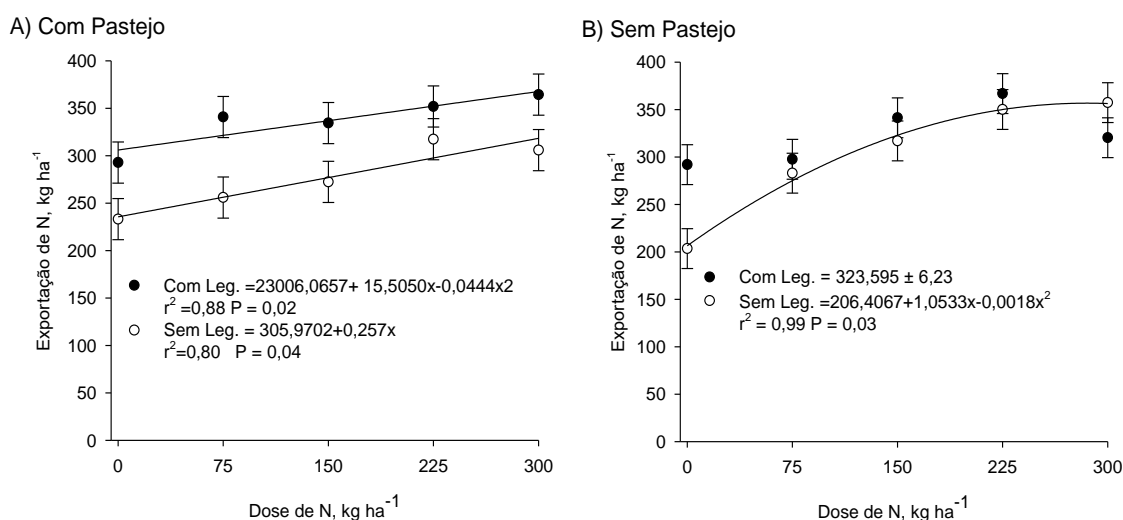 A) Com Pastejo
400
350
300
250
200
150
100
50
0
0 75 150 225 300
Exportação de N, kg ha⁻¹
Dose de N, kg ha⁻¹
Com Leg. =23006,0657+ 15,5050x-0,0444x2
r² =0,88 P = 0,02
Sem Leg. = 305,9702+0,257x
r²=0,80 P = 0,04
B) Sem Pastejo
400
350
300
250
200
150
100
50
0
0 75 150 225 300
Exportação de N, kg ha⁻¹
Dose de N, kg ha⁻¹
Com Leg. = 323,595 ± 6,23
Sem Leg. =206,4067+1,0533x-0,0018x²
r² = 0,99 P = 0,03